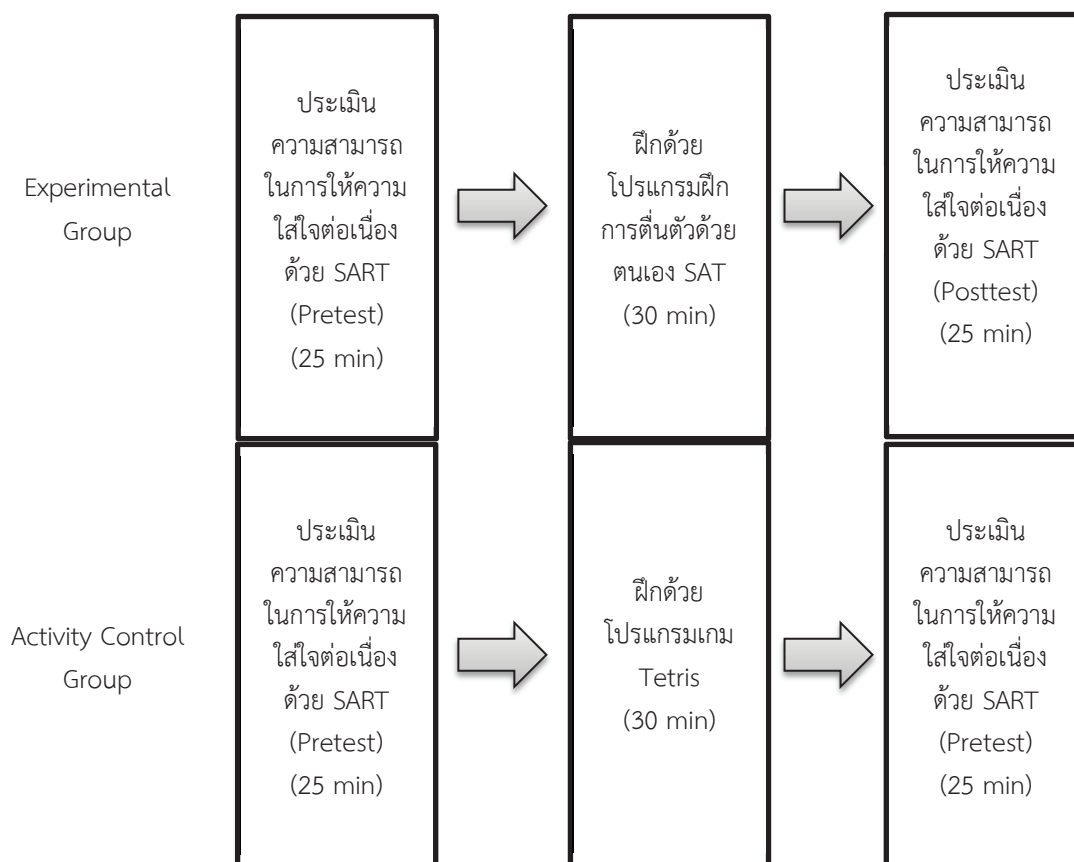 Experimental
Group
ประเมิน
ความสามารถ
ในการให้ความ
ใส่ใจต่อเนื่อง
ด้วย SART
(Pretest)
(25 min)
ฝึกด้วย
โปรแกรมฝึก
การตื่นตัวด้วย
ตนเอง SAT
(30 min)
ประเมิน
ความสามารถ
ในการให้ความ
ใส่ใจต่อเนื่อง
ด้วย SART
(Posttest)
(25 min)
Activity Control
Group
ประเมิน
ความสามารถ
ในการให้ความ
ใส่ใจต่อเนื่อง
ด้วย SART
(Pretest)
(25 min)
ฝึกด้วย
โปรแกรมเกม
Tetris
(30 min)
ประเมิน
ความสามารถ
ในการให้ความ
ใส่ใจต่อเนื่อง
ด้วย SART
(Pretest)
(25 min)